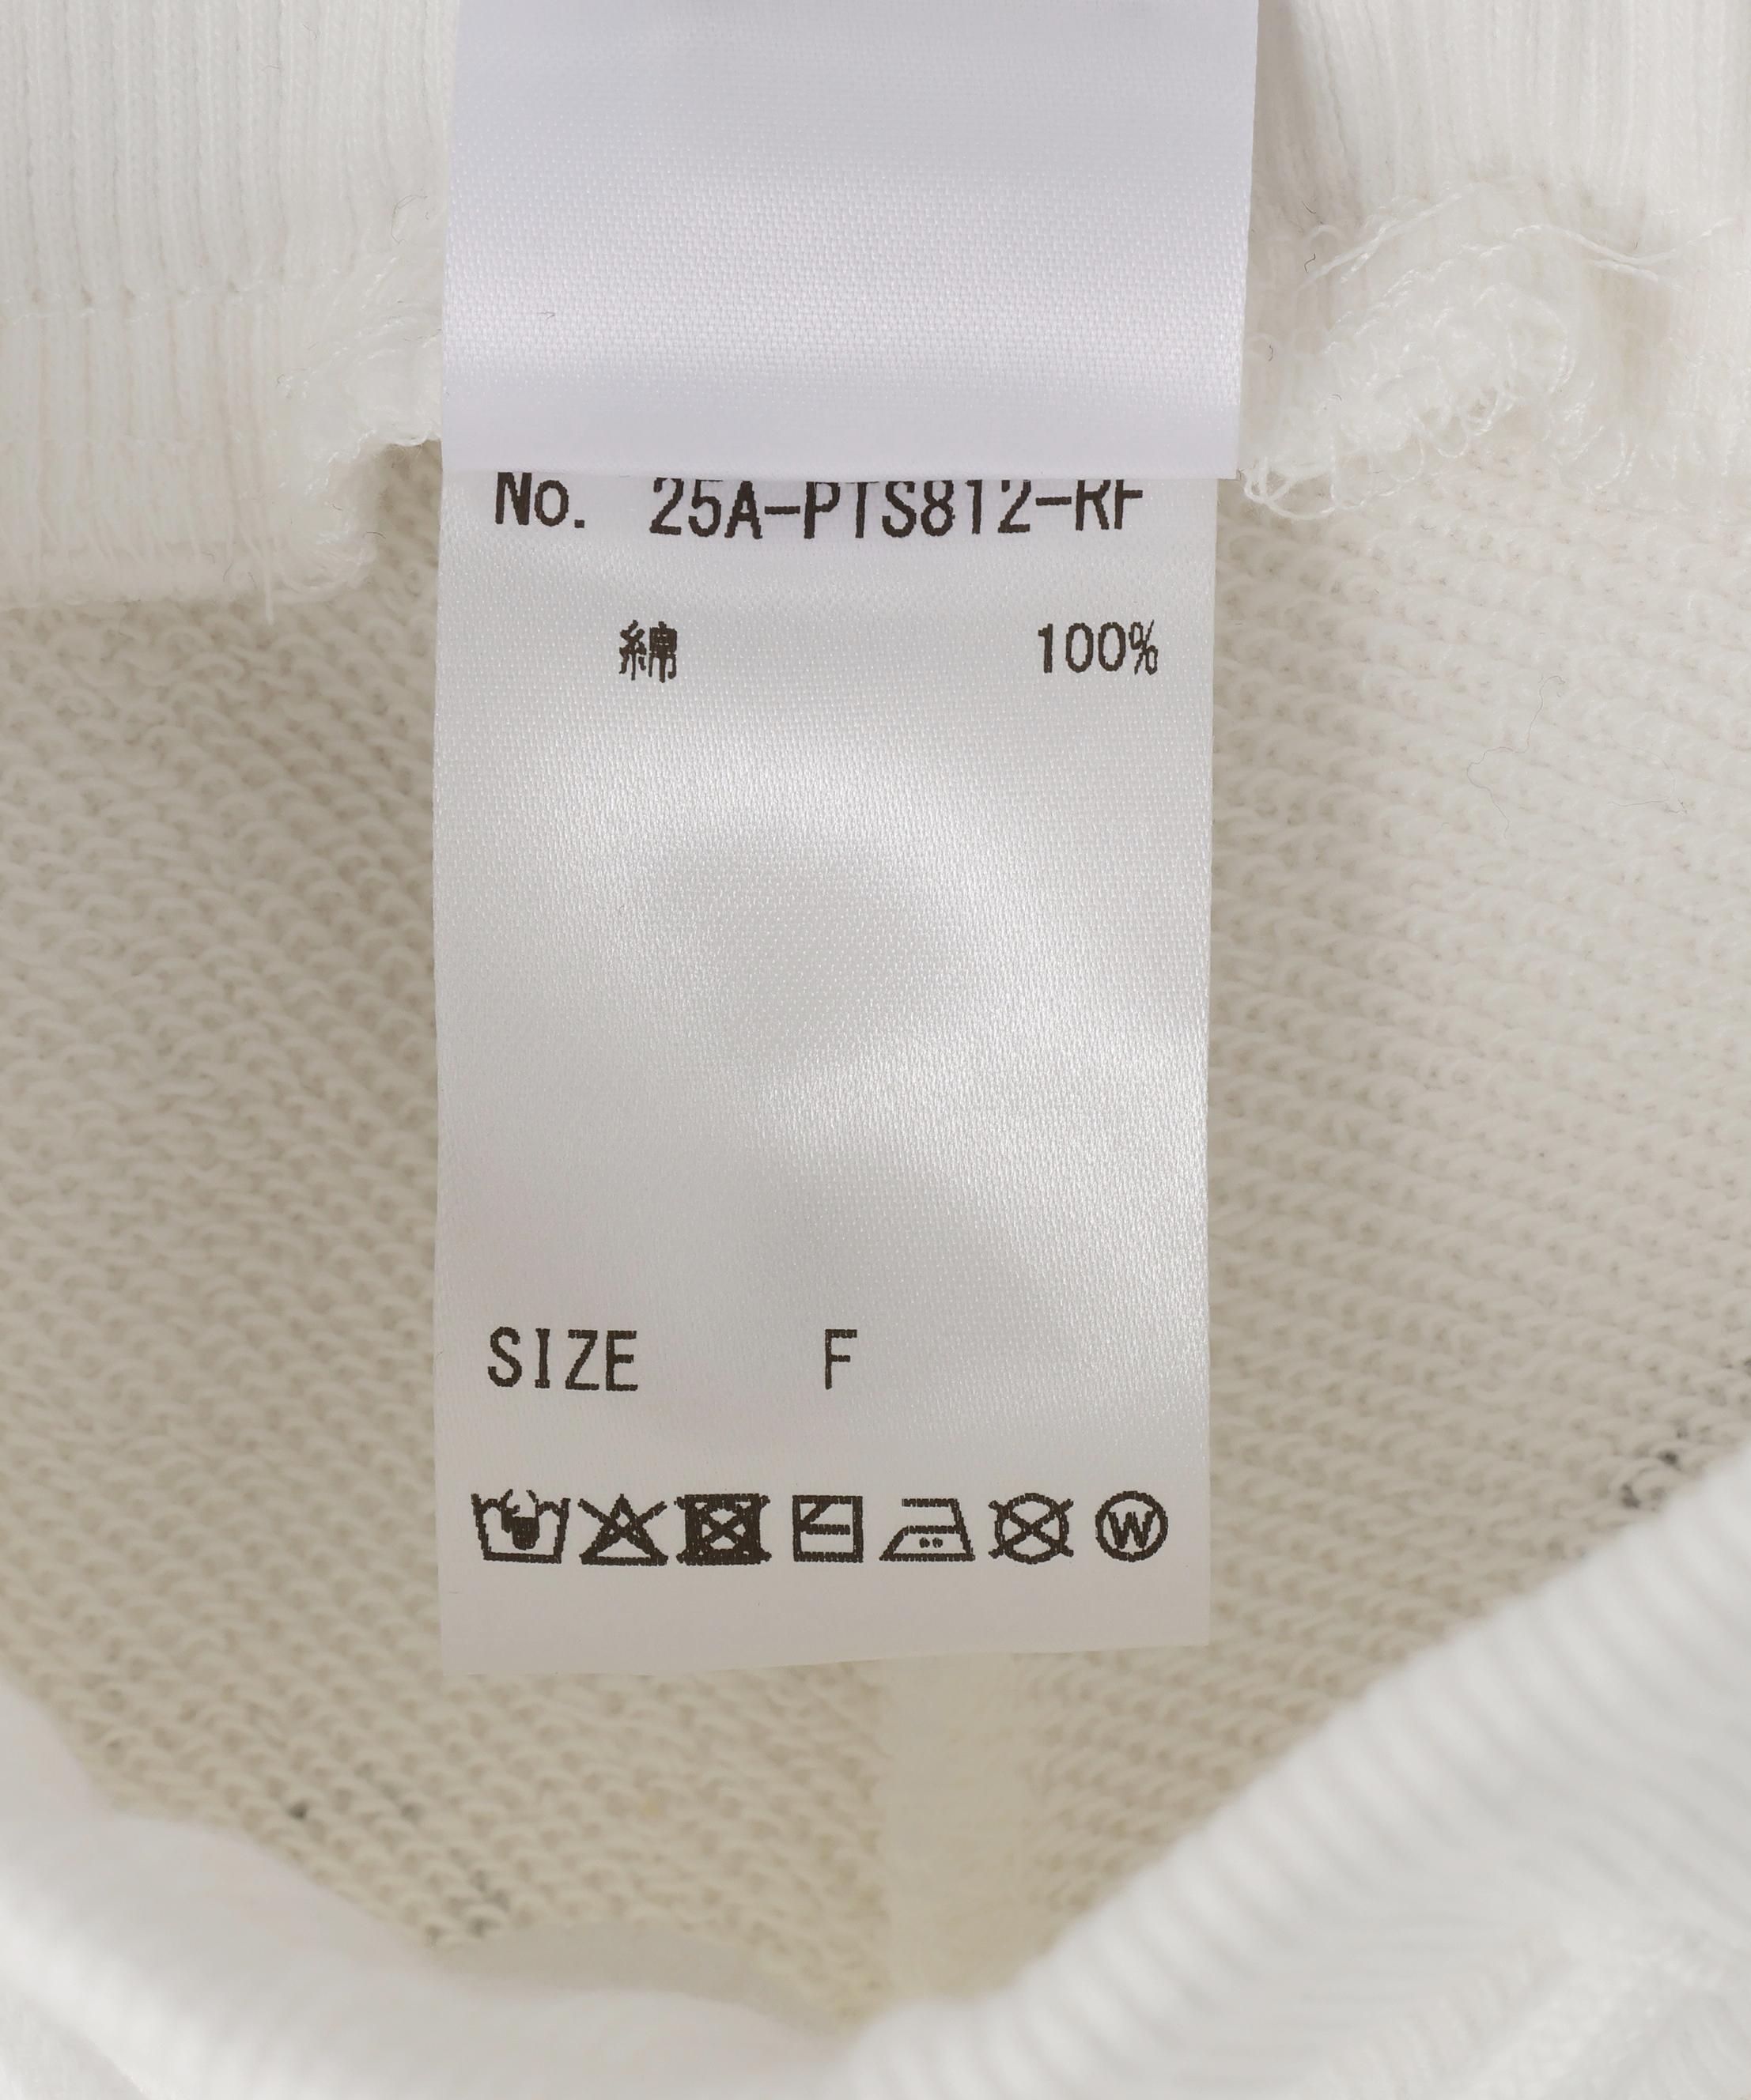 No. 25A-PTS812-RF
綿 100%
SIZE F
W